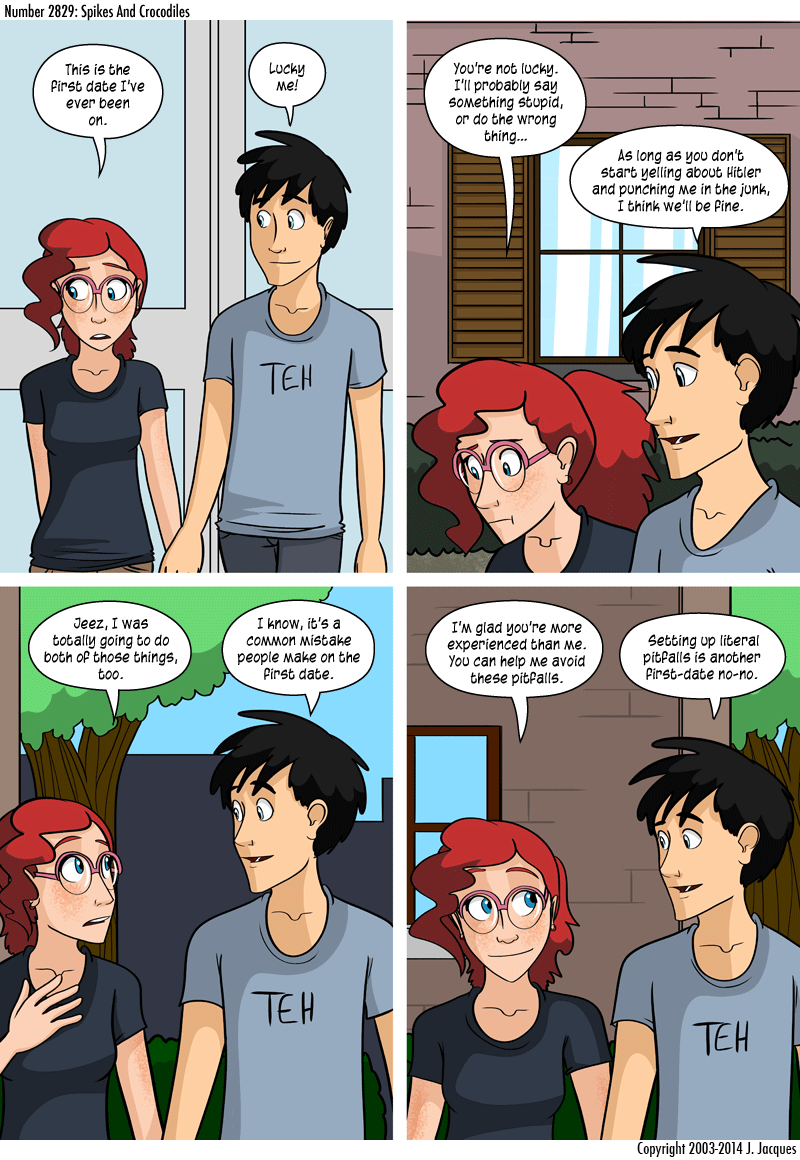 Number 2829: Spikes And Crocodiles
This is the
first date I've
ever been
on.
Lucky
me!
TEH
You're not lucky.
I'll probably say
something stupid,
or do the wrong
thing...
As long as you don't
start yelling about Hitler
and punching me in the junk,
I think we'll be fine.
Jeez, I was
totally going to do
both of those things,
too.
I know, it's a
common mistake
people make on the
first date.
TEH
I'm glad you're more
experienced than me.
You can help me avoid
these pitfalls.
Setting up literal
pitfalls is another
first-date no-no.
TEH
Copyright 2003-2014 J. Jacques